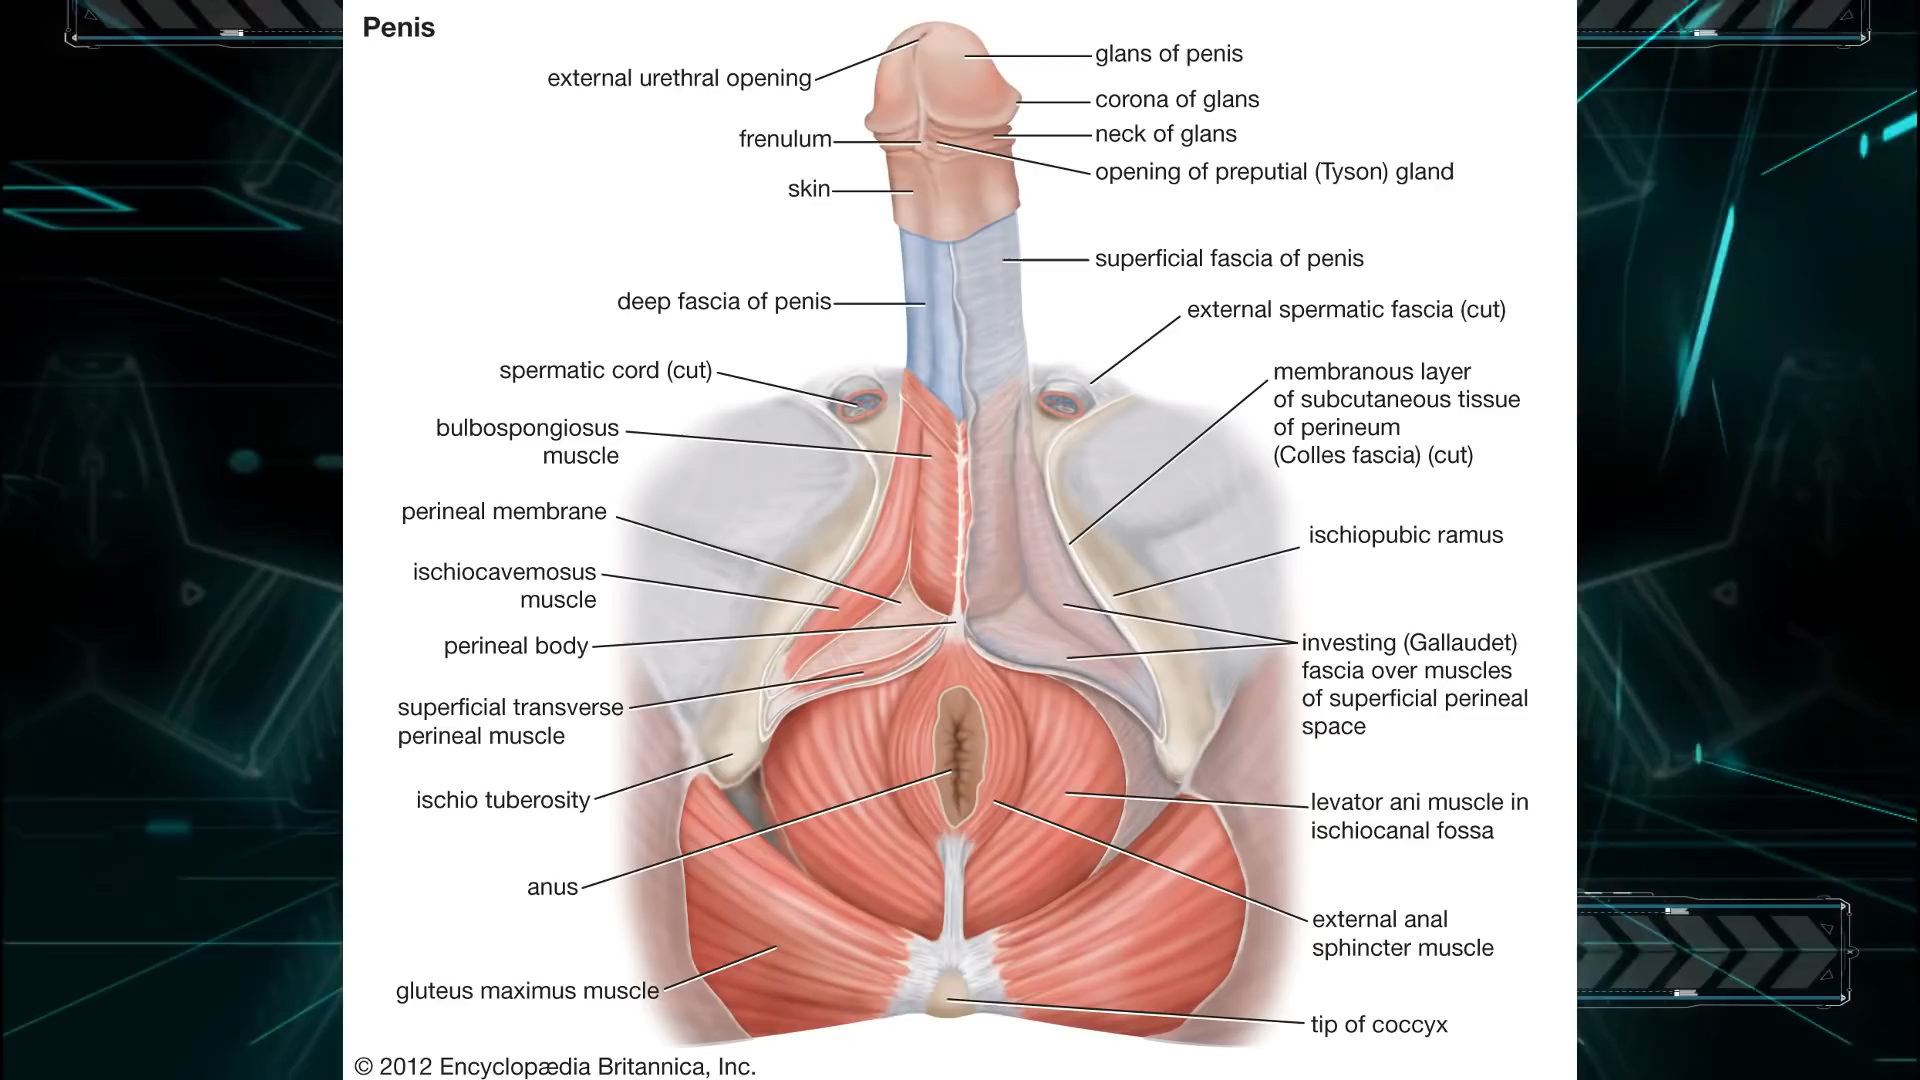 Penis
external urethral opening
glans of penis
corona of glans
frenulum
neck of glans
opening of preputial (Tyson) gland
skin
superficial fascia of penis
deep fascia of penis
external spermatic fascia (cut)
spermatic cord (cut)
membranous layer
of subcutaneous tissue
of perineum
(Colles fascia) (cut)
bulbospongiosus
muscle
perineal membrane
ischiopubic ramus
ischiocavemosus
muscle
perineal body
investing (Gallaudet)
fascia over muscles
of superficial perineal
space
superficial transverse
perineal muscle
ischio tuberosity
levator ani muscle in
ischiocanal fossa
anus
external anal
sphincter muscle
gluteus maximus muscle
tip of coccyx
© 2012 Encyclopædia Britannica, Inc.